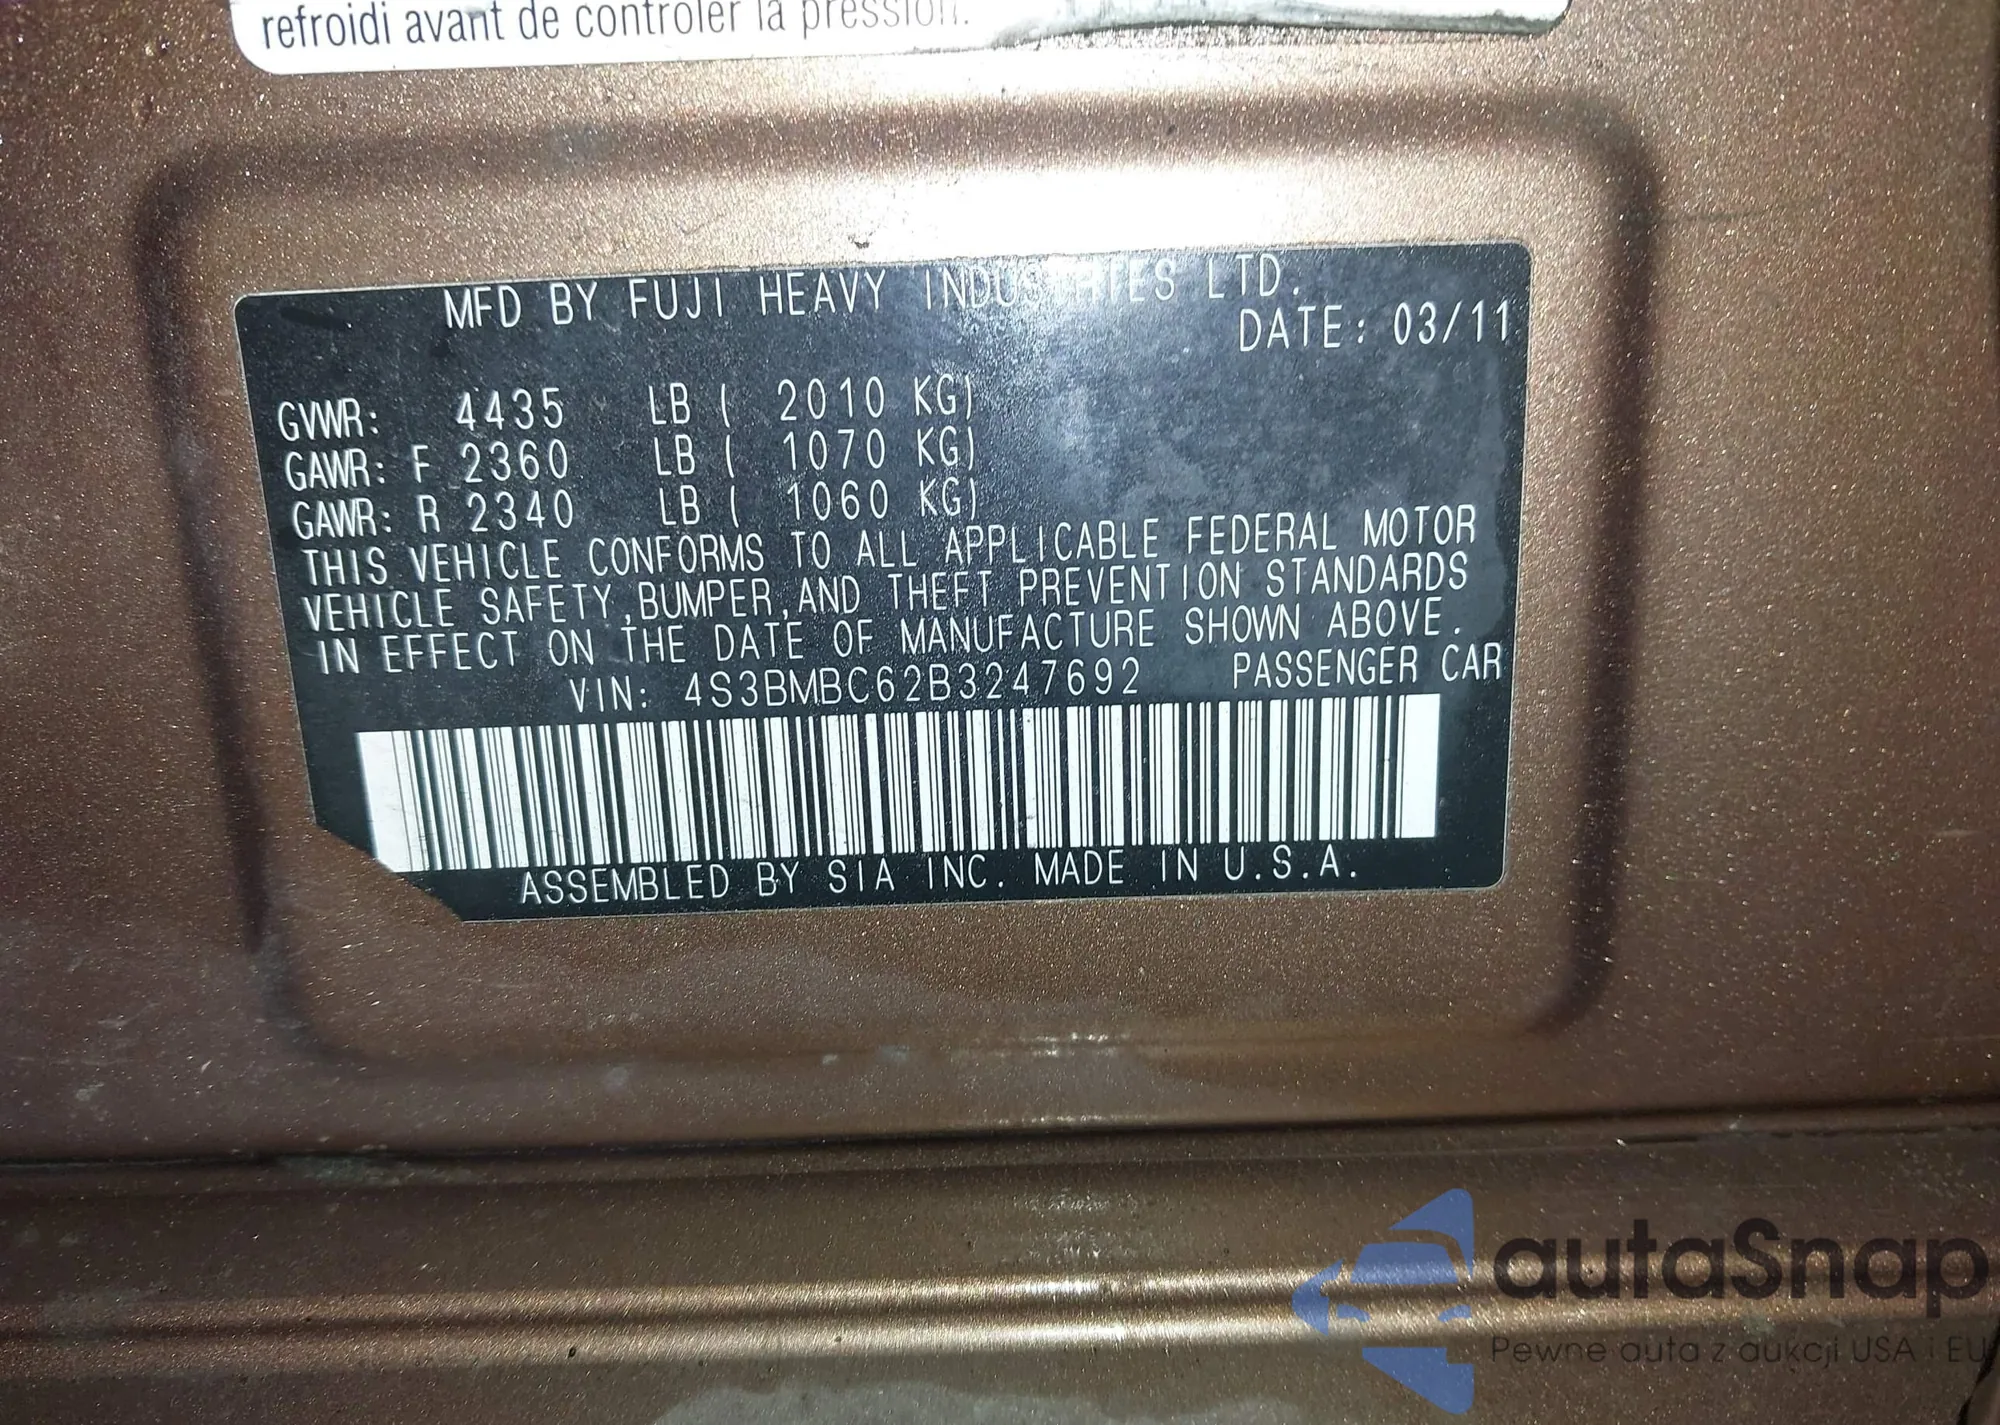 refroidi avant de contrôler la pression.
MFD BY FUJI HEAVY INDUSTRIES LTD.
DATE: 03/11
GVWR: 4435 LB ( 2010 KG)
GAWR: F 2360 LB ( 1070 KG)
GAWR: R 2340 LB ( 1060 KG)
THIS VEHICLE CONFORMS TO ALL APPLICABLE FEDERAL MOTOR
VEHICLE SAFETY,BUMPER,AND THEFT PREVENTION STANDARDS
IN EFFECT ON THE DATE OF MANUFACTURE SHOWN ABOVE.
VIN: 4S3BMBC62B3247692 PASSENGER CAR
ASSEMBLED BY SIA INC. MADE IN U.S.A.
autaSnap
Pewne auta z aukcji USA i EU